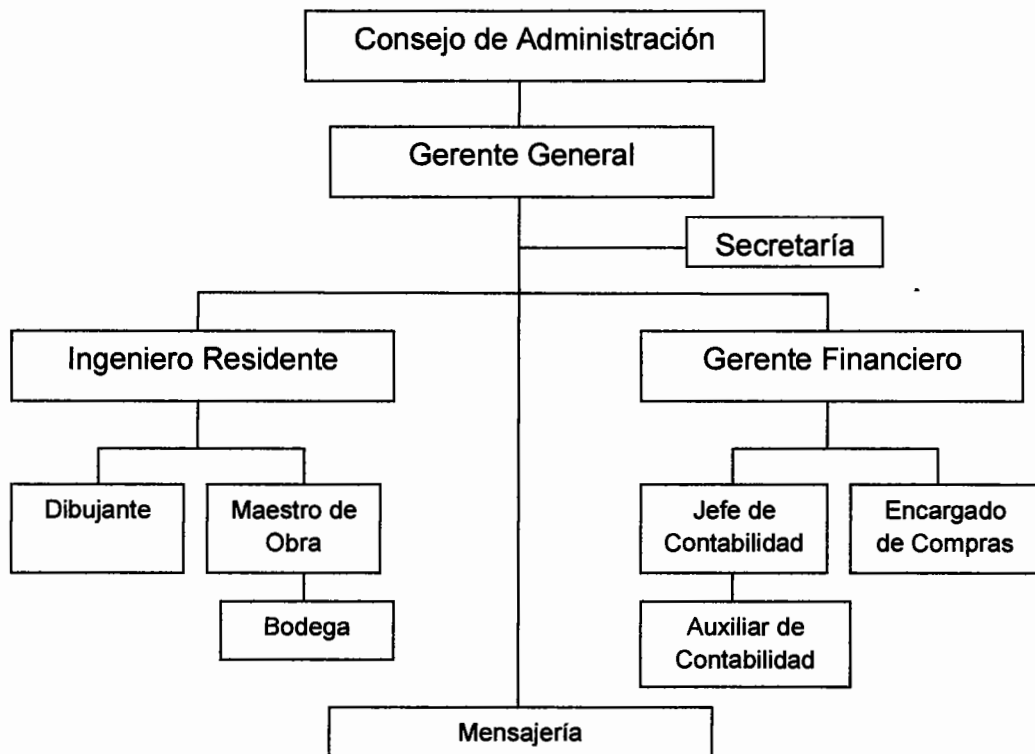 Consejo de Administración
Gerente General
Secretaría
Ingeniero Residente
Gerente Financiero
Dibujante
Maestro de
Obra
Jefe de
Contabilidad
Encargado
de Compras
Bodega
Auxiliar de
Contabilidad
Mensajería